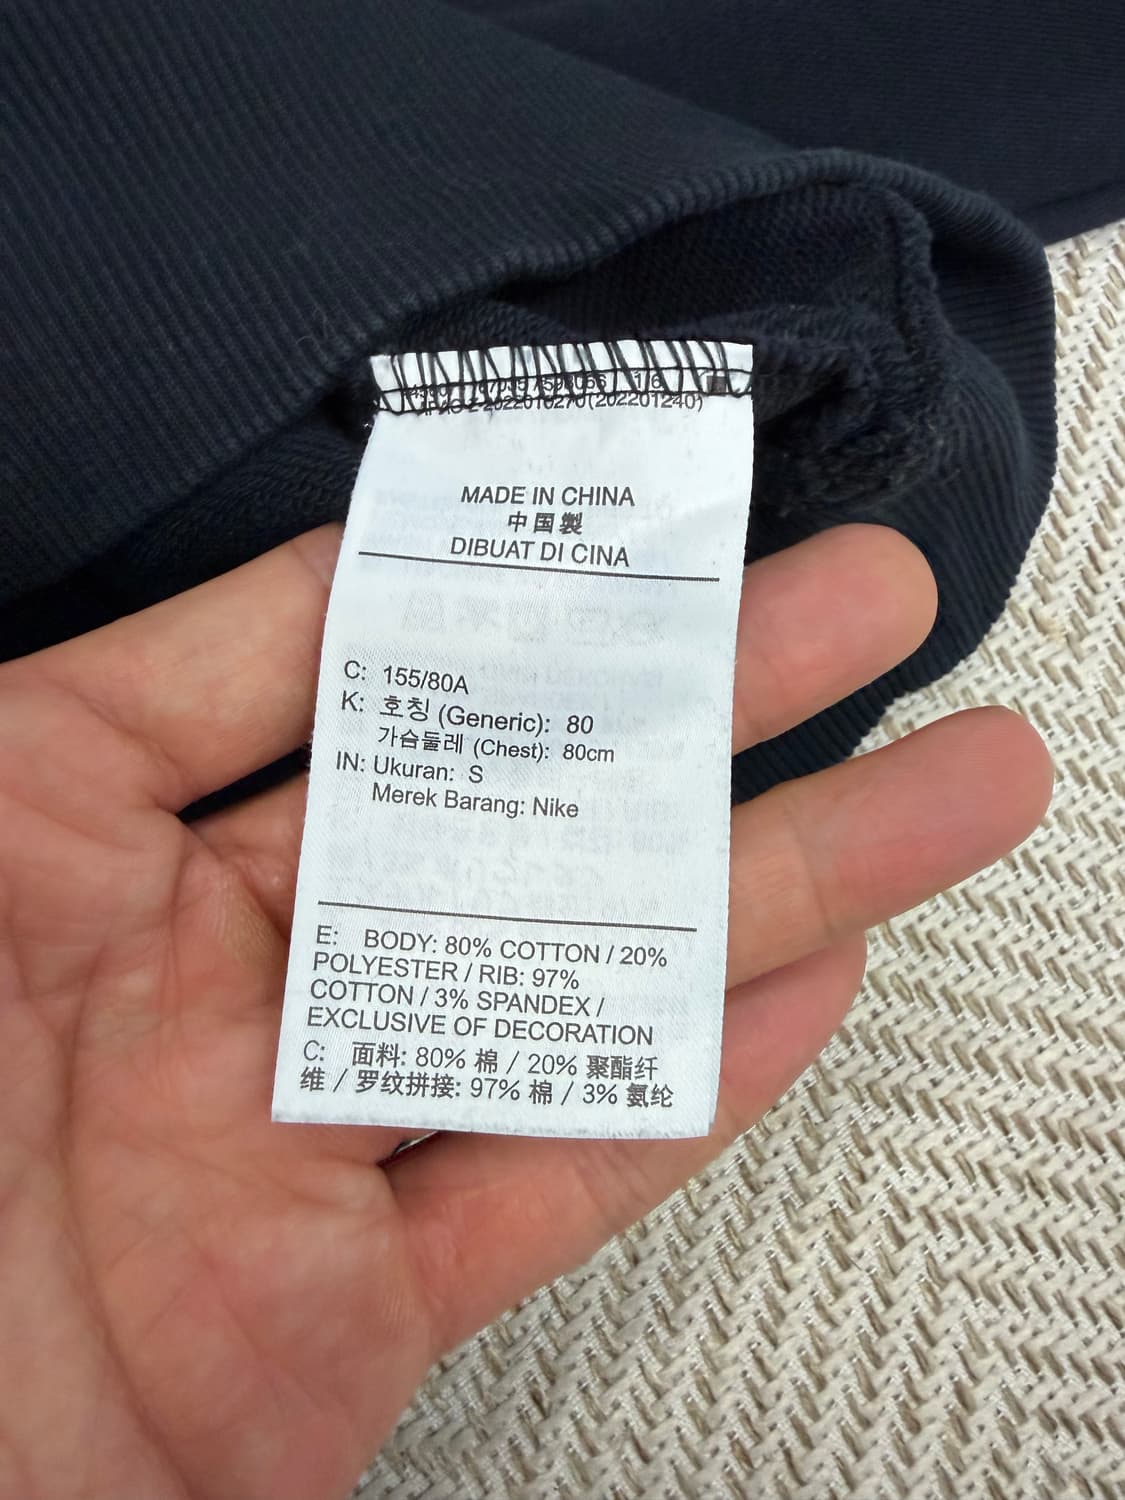 (202201240)
MADE IN CHINA
中国製
DIBUAT DI CINA
C: 155/80A
K: 호칭 (Generic): 80
가슴둘레 (Chest): 80cm
IN: Ukuran: S
Merek Barang: Nike
E: BODY: 80% COTTON / 20%
POLYESTER / RIB: 97%
COTTON / 3% SPANDEX /
EXCLUSIVE OF DECORATION
C: 面料: 80% 棉 / 20% 聚酯纤
维 / 罗纹拼接: 97% 棉 / 3% 氨纶